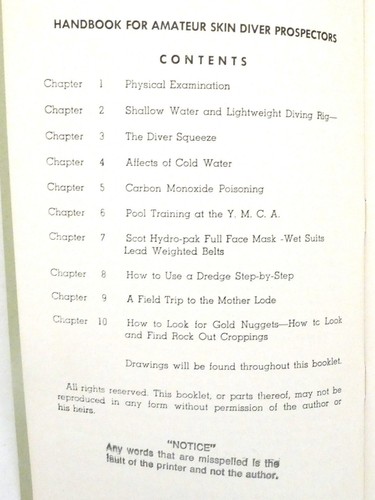 HANDBOOK FOR AMATEUR SKIN DIVER PROSPECTORS
CONTENTS
Chapter 1 Physical Examination
Chapter 2 Shallow Water and Lightweight Diving Rig—
Chapter 3 The Diver Squeeze
Chapter 4 Affects of Cold Water
Chapter 5 Carbon Monoxide Poisoning
Chapter 6 Pool Training at the Y. M. C. A.
Chapter 7 Scot Hydro-pak Full Face Mask -Wet Suits
Lead Weighted Belts
Chapter 8 How to Use a Dredge Step-by-Step
Chapter 9 A Field Trip to the Mother Lode
Chapter 10 How to Look for Gold Nuggets—How to Look
and Find Rock Out Croppings
Drawings will be found throughout this booklet.
All rights reserved. This booklet, or parts thereof, may not be
reproduced in any form without permission of the author or
his heirs.
"NOTICE"
Any words that are misspelled is the
fault of the printer and not the author.